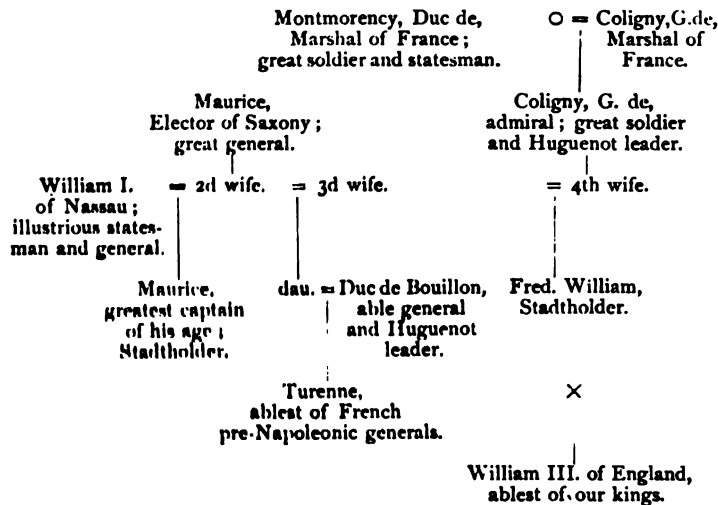 Montmorency, Duc de,
Marshal of France ;
great soldier and statesman.
O = Coligny, G. de,
Marshal of
France.
Maurice,
Elector of Saxony ;
great general.
Coligny, G. de,
admiral ; great soldier
and Huguenot leader.
William I.
of Nassau ;
illustrious states-
man and general.
= 2d wife.
= 3d wife.
= 4th wife.
Maurice,
greatest captain
of his age ;
Stadtholder.
dau. = Duc de Bouillon,
able general
and Huguenot
leader.
Fred. William,
Stadtholder.
Turenne,
ablest of French
pre-Napoleonic generals.
×
William III. of England,
ablest of our kings.